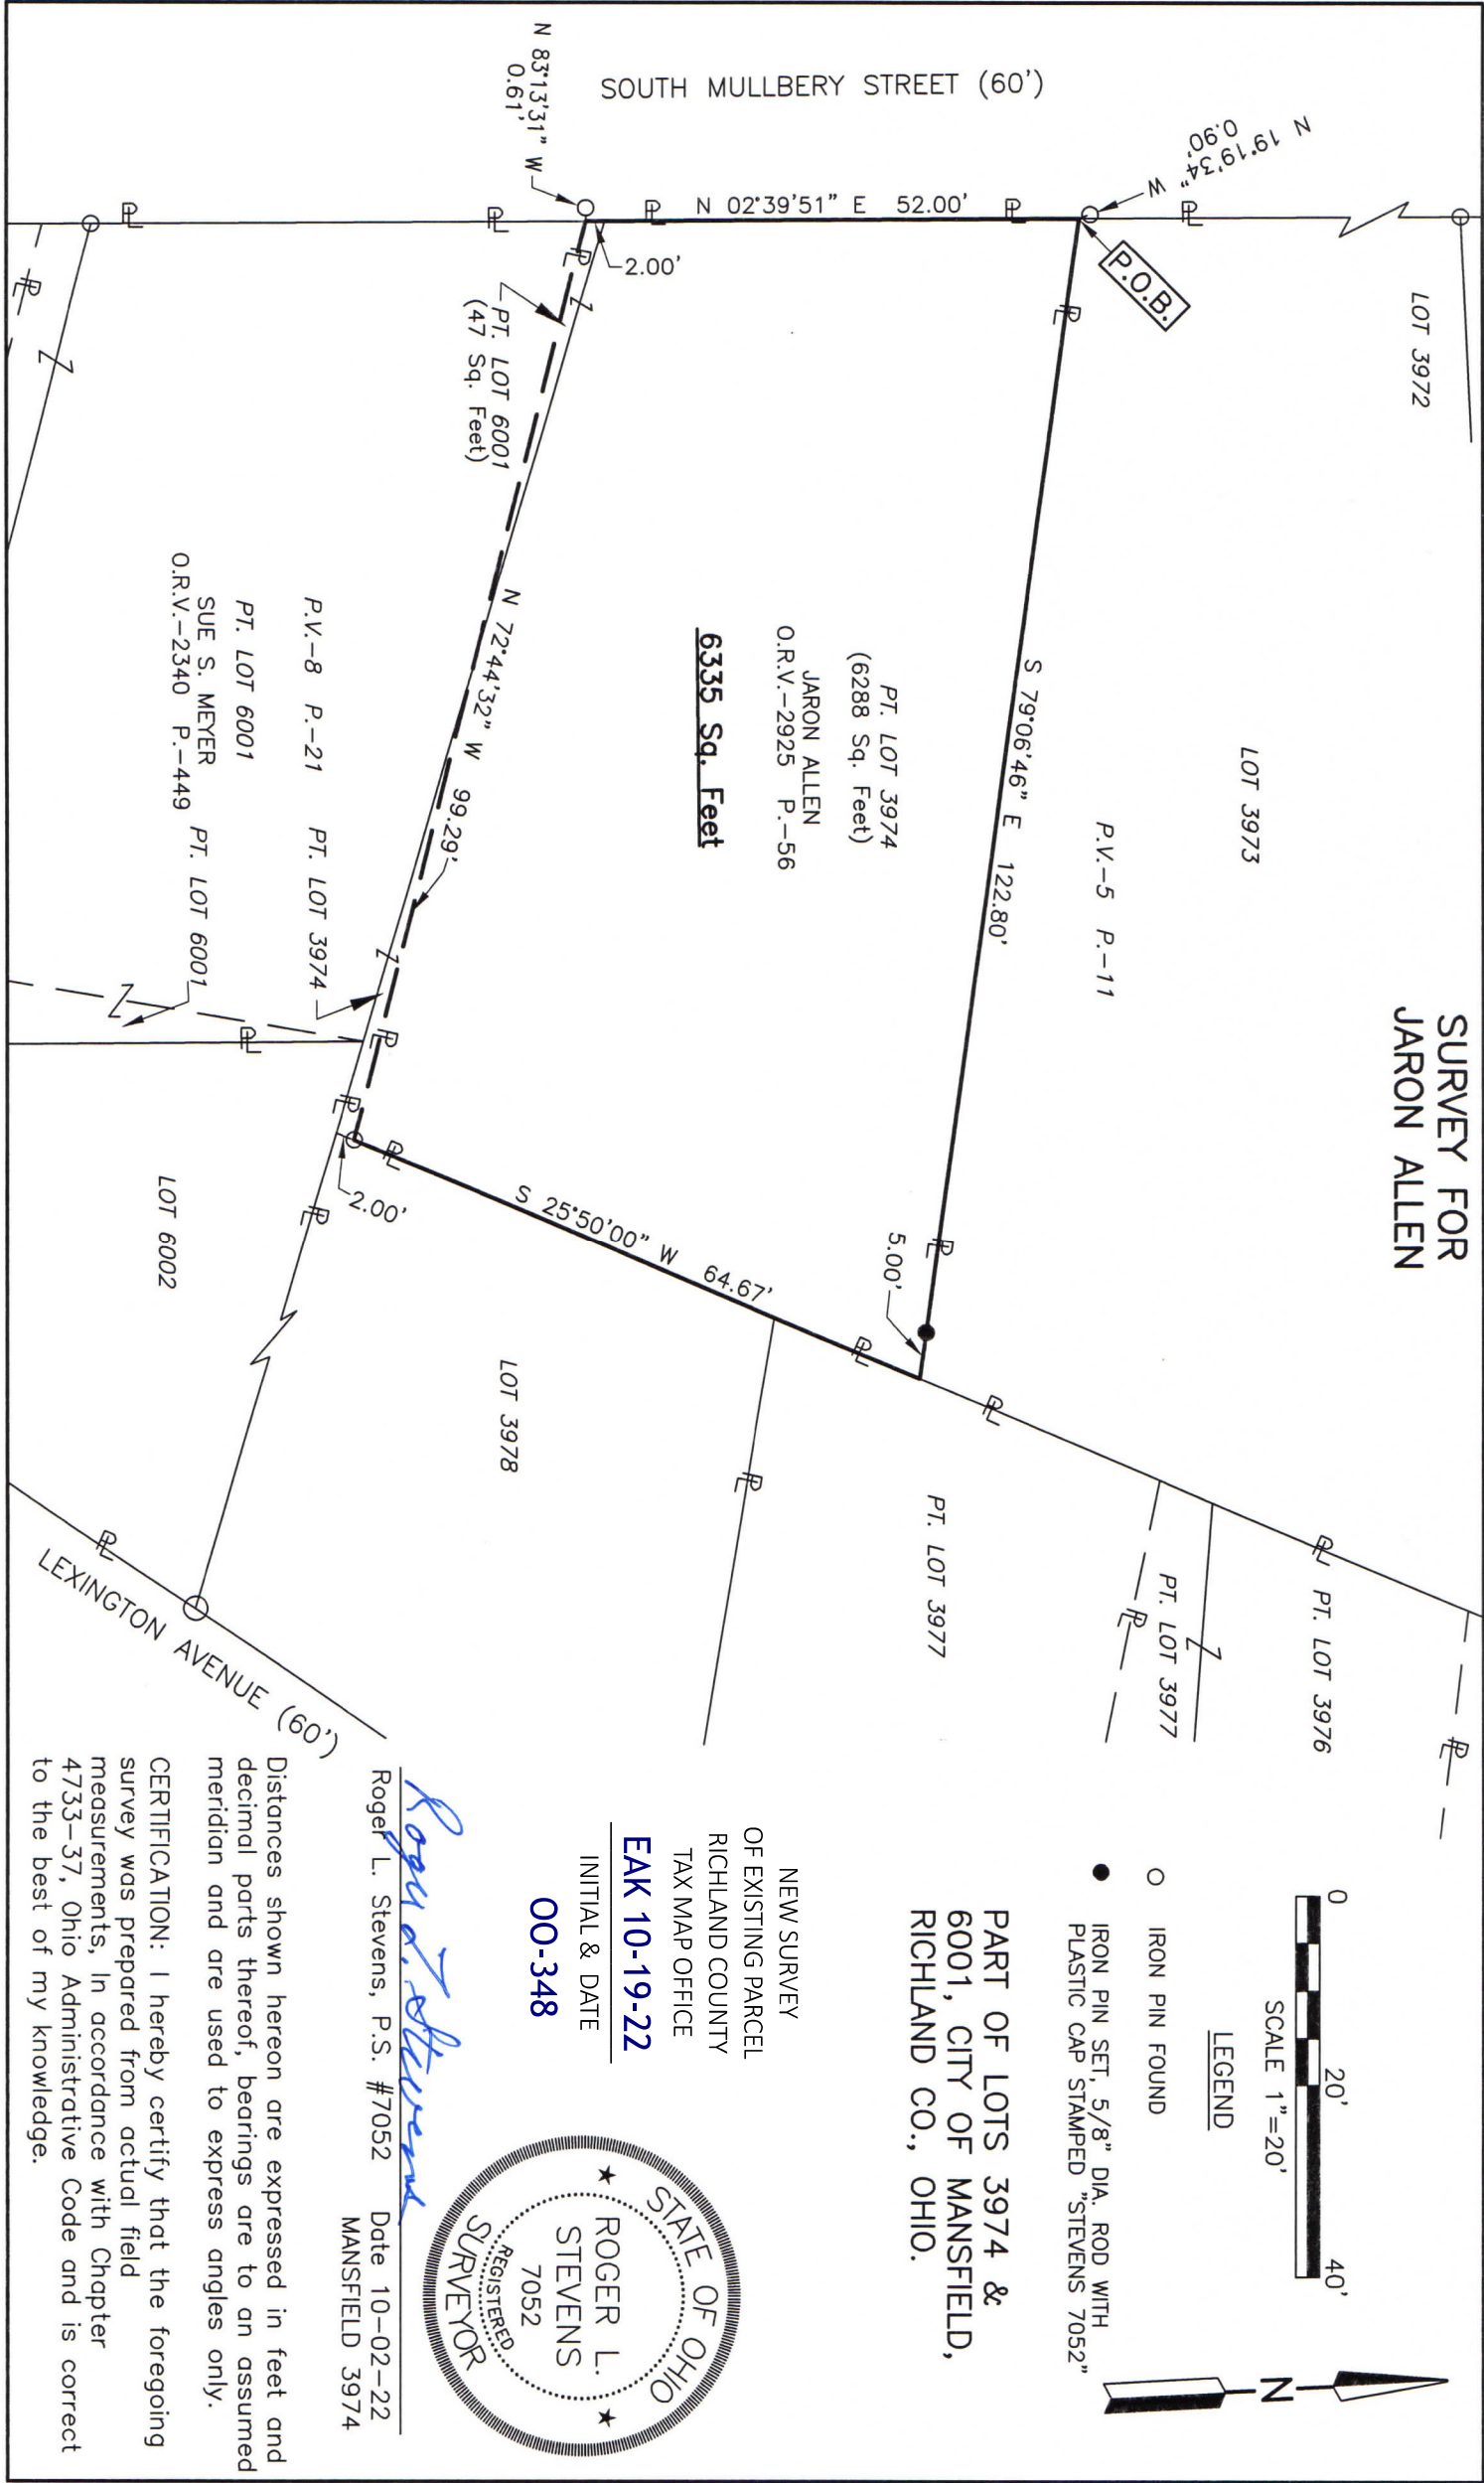 SURVEY FOR
JARON ALLEN
SOUTH MULLBERY STREET (60')
N 19°19'34" W
0.90'
P.O.B.
LOT 3972
LOT 3973
P.V.-5 P.-11
N 02°39'51" E 52.00'
S 79°06'46" E 122.80'
5.00'
N 83°13'31" W
0.61'
2.00'
PT. LOT 6001
(47 Sq. Feet)
PT. LOT 3974
(6288 Sq. Feet)
JARON ALLEN
O.R.V.-2925 P.-56
6335 Sq. Feet
N 72°44'32" W 99.29'
S 25°50'00" W 64.67'
2.00'
P.V.-8 P.-21
PT. LOT 3974
PT. LOT 6001
SUE S. MEYER
O.R.V.-2340 P.-449
PT. LOT 6001
LOT 6002
LOT 3978
PT. LOT 3977
PT. LOT 3977
PT. LOT 3976
LEXINGTON AVENUE (60')
0 20' 40'
SCALE 1"=20'
N
LEGEND
IRON PIN FOUND
IRON PIN SET, 5/8" DIA. ROD WITH
PLASTIC CAP STAMPED "STEVENS 7052"
PART OF LOTS 3974 &
6001, CITY OF MANSFIELD,
RICHLAND CO., OHIO.
NEW SURVEY
OF EXISTING PARCEL
RICHLAND COUNTY
TAX MAP OFFICE
EAK 10-19-22
INITIAL & DATE
OO-348
STATE OF OHIO
ROGER L.
STEVENS
7052
REGISTERED
SURVEYOR
Roger L. Stevens
Roger L. Stevens, P.S. #7052 Date 10-02-22
MANSFIELD 3974
Distances shown hereon are expressed in feet and
decimal parts thereof, bearings are to an assumed
meridian and are used to express angles only.
CERTIFICATION: I hereby certify that the foregoing
survey was prepared from actual field
measurements, In accordance with Chapter
4733-37, Ohio Administrative Code and is correct
to the best of my knowledge.